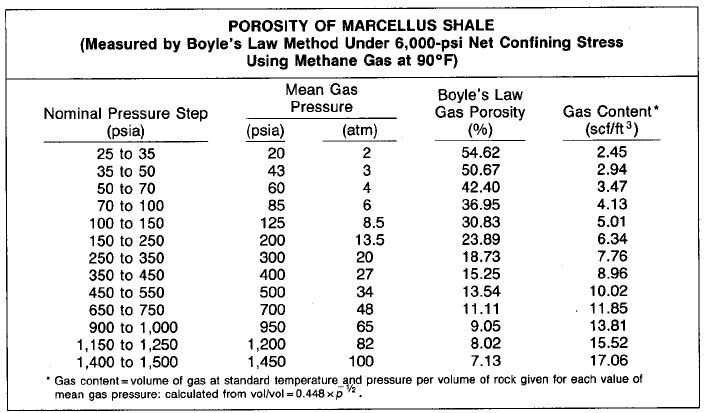 POROSITY OF MARCELLUS SHALE
(Measured by Boyle's Law Method Under 6,000-psi Net Confining Stress
Using Methane Gas at 90°F)
Mean Gas Pressure
Nominal Pressure Step (psia) (psia) (atm) Boyle's Law Gas Porosity (%) Gas Content* (scf/ft³)
25 to 35 20 2 54.62 2.45
35 to 50 43 3 50.67 2.94
50 to 70 60 4 42.40 3.47
70 to 100 85 6 36.95 4.13
100 to 150 125 8.5 30.83 5.01
150 to 250 200 13.5 23.89 6.34
250 to 350 300 20 18.73 7.76
350 to 450 400 27 15.25 8.96
450 to 550 500 34 13.54 10.02
650 to 750 700 48 11.11 11.85
900 to 1,000 950 65 9.05 13.81
1,150 to 1,250 1,200 82 8.02 15.52
1,400 to 1,500 1,450 100 7.13 17.06
* Gas content=volume of gas at standard temperature and pressure per volume of rock given for each value of
mean gas pressure: calculated from vol/vol=0.448×p̄ ½.